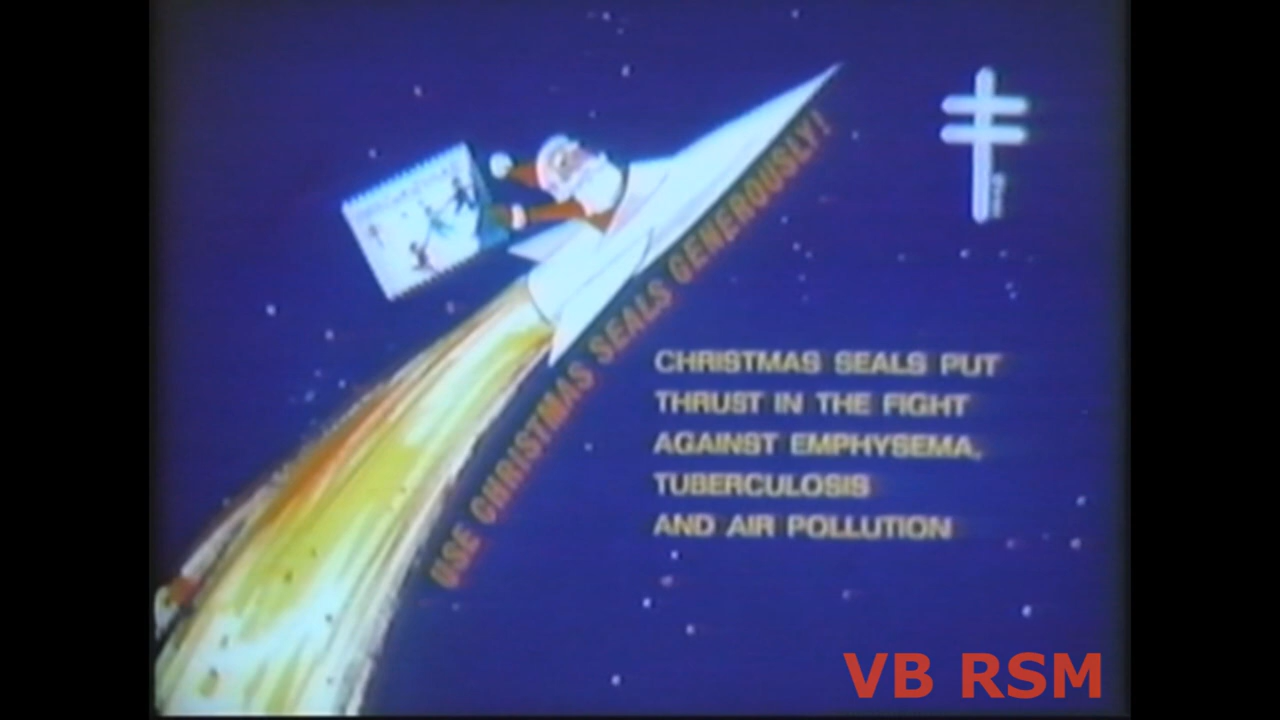 USE CHRISTMAS SEALS GENEROUSLY!
CHRISTMAS SEALS PUT
THRUST IN THE FIGHT
AGAINST EMPHYSEMA,
TUBERCULOSIS
AND AIR POLLUTION
VB RSM